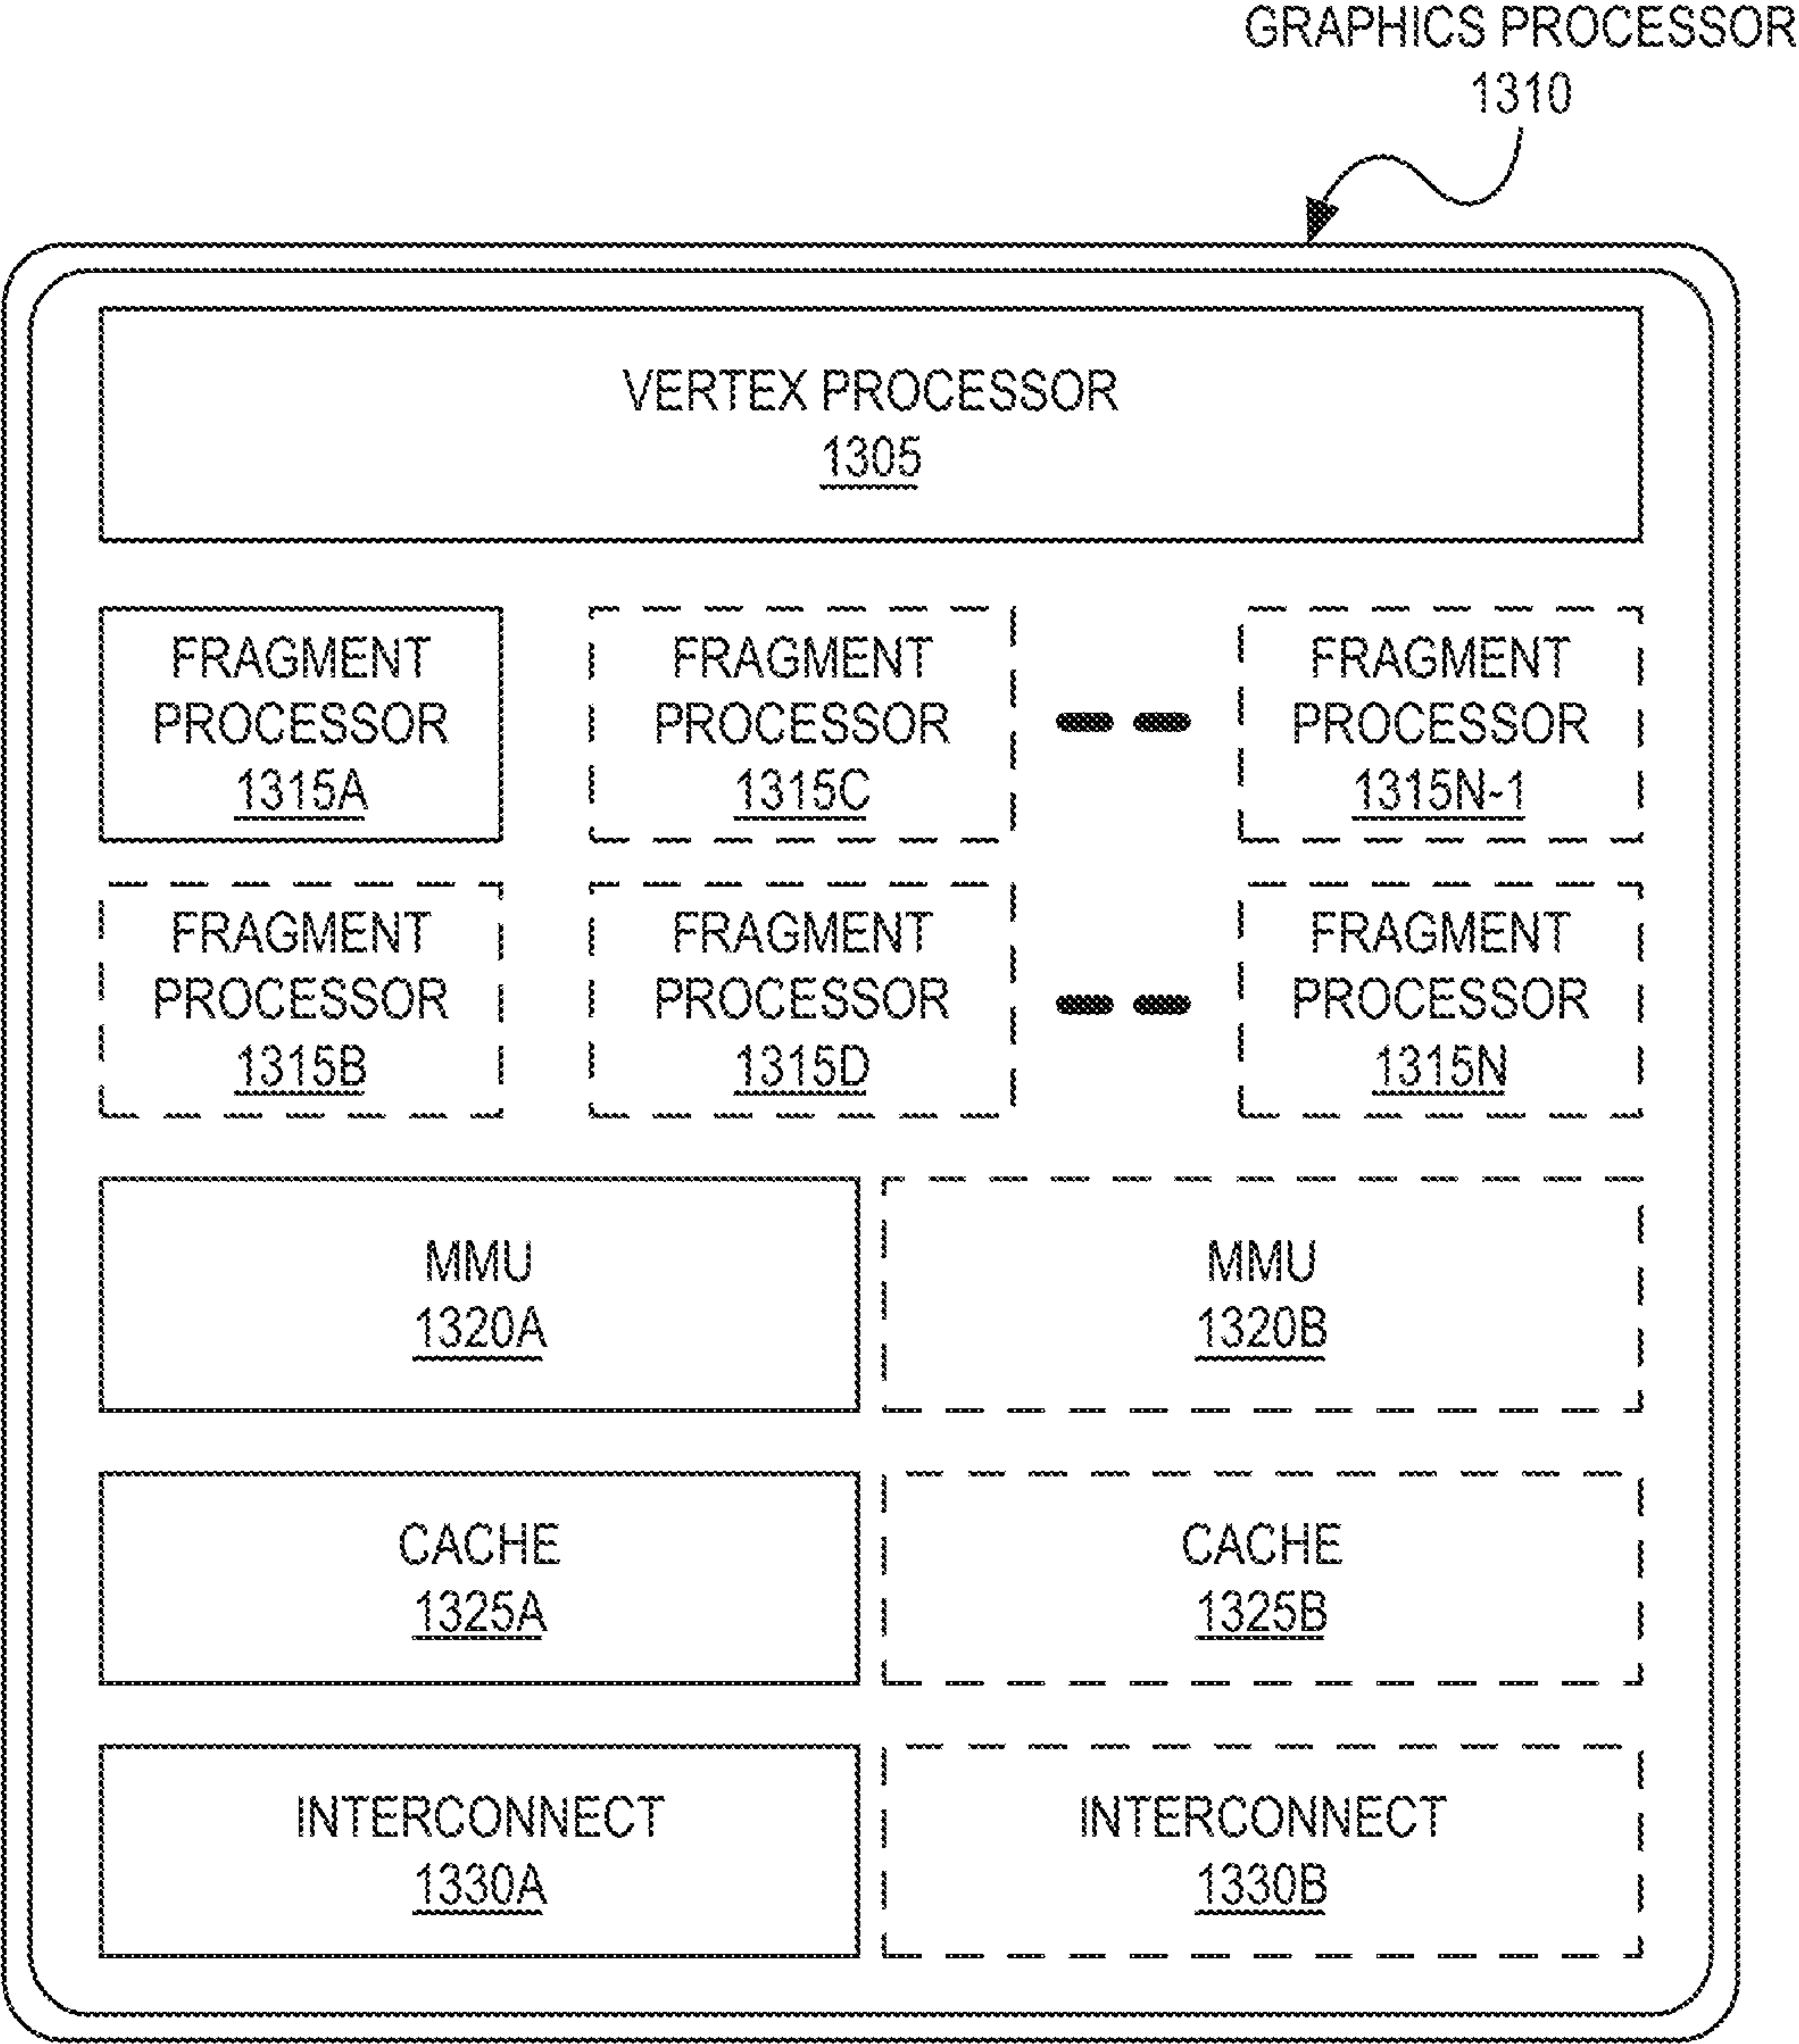 GRAPHICS PROCESSOR
1310
VERTEX PROCESSOR
1305
FRAGMENT
PROCESSOR
1315A
FRAGMENT
PROCESSOR
1315C
FRAGMENT
PROCESSOR
1315N-1
FRAGMENT
PROCESSOR
1315B
FRAGMENT
PROCESSOR
1315D
FRAGMENT
PROCESSOR
1315N
MMU
1320A
MMU
1320B
CACHE
1325A
CACHE
1325B
INTERCONNECT
1330A
INTERCONNECT
1330B